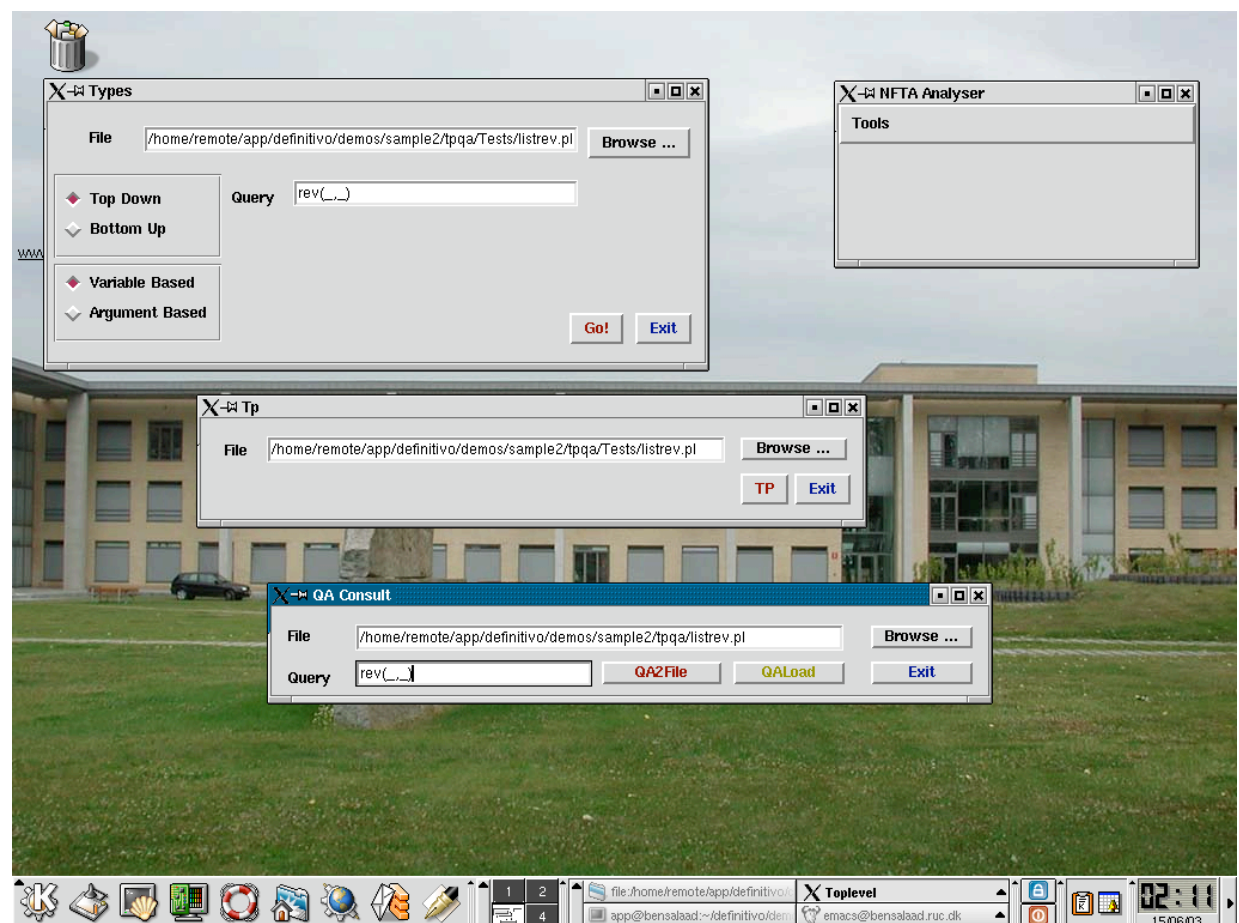 Types
File /home/remote/app/definitivo/demos/sample2/tpqa/Tests/listrev.pl Browse ...
Top Down
Bottom Up
Query rev(_,_)
Variable Based
Argument Based
Go! Exit
NFTA Analyser
Tools
www
Tp
File /home/remote/app/definitivo/demos/sample2/tpqa/Tests/listrev.pl Browse ...
TP Exit
QA Consult
File /home/remote/app/definitivo/demos/sample2/tpqa/listrev.pl Browse ...
Query rev(_,_) QA2File QALoad Exit
1 2
4
file:/home/remote/app/definitivo/
Toplevel
app@bensalaad:~/definitivo/dem
emacs@bensalaad.ruc.dk
02:11
15/06/03